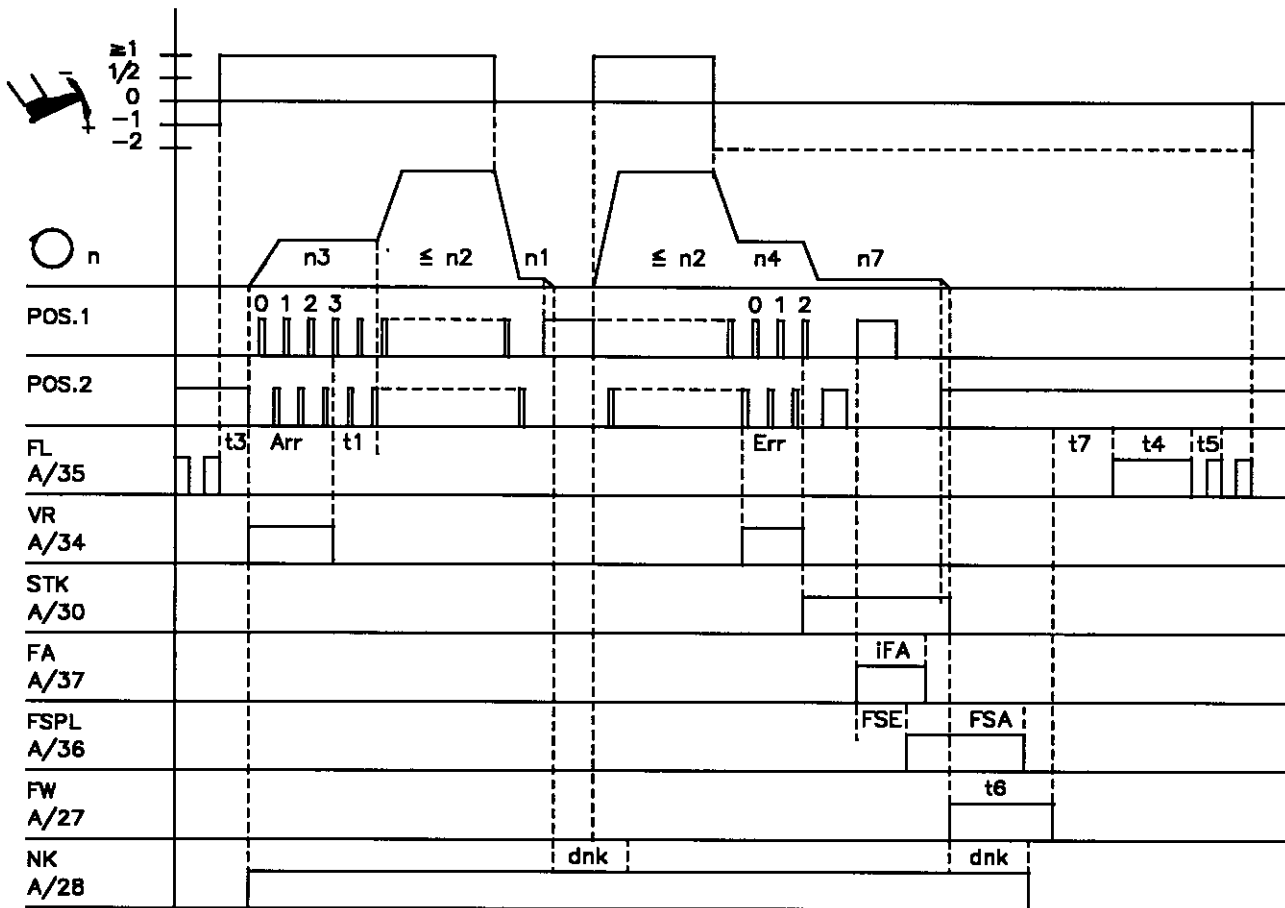 ≧1
1/2
0
-1
-2
- +
n
n3 ≦ n2 n1 ≦ n2 n4 n7
POS.1 0 1 2 3 0 1 2
POS.2
FL t3 Arr t1 Err t7 t4 t5
A/35
VR
A/34
STK
A/30
FA iFA
A/37
FSPL FSE FSA
A/36
FW t6
A/27
NK dnk dnk
A/28